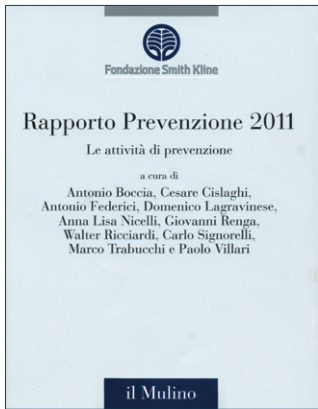 Fondazione Smith Kline
Rapporto Prevenzione 2011
Le attività di prevenzione
a cura di
Antonio Boccia, Cesare Cislaghi,
Antonio Federici, Domenico Lagravinese,
Anna Lisa Nicelli, Giovanni Renga,
Walter Ricciardi, Carlo Signorelli,
Marco Trabucchi e Paolo Villari
il Mulino